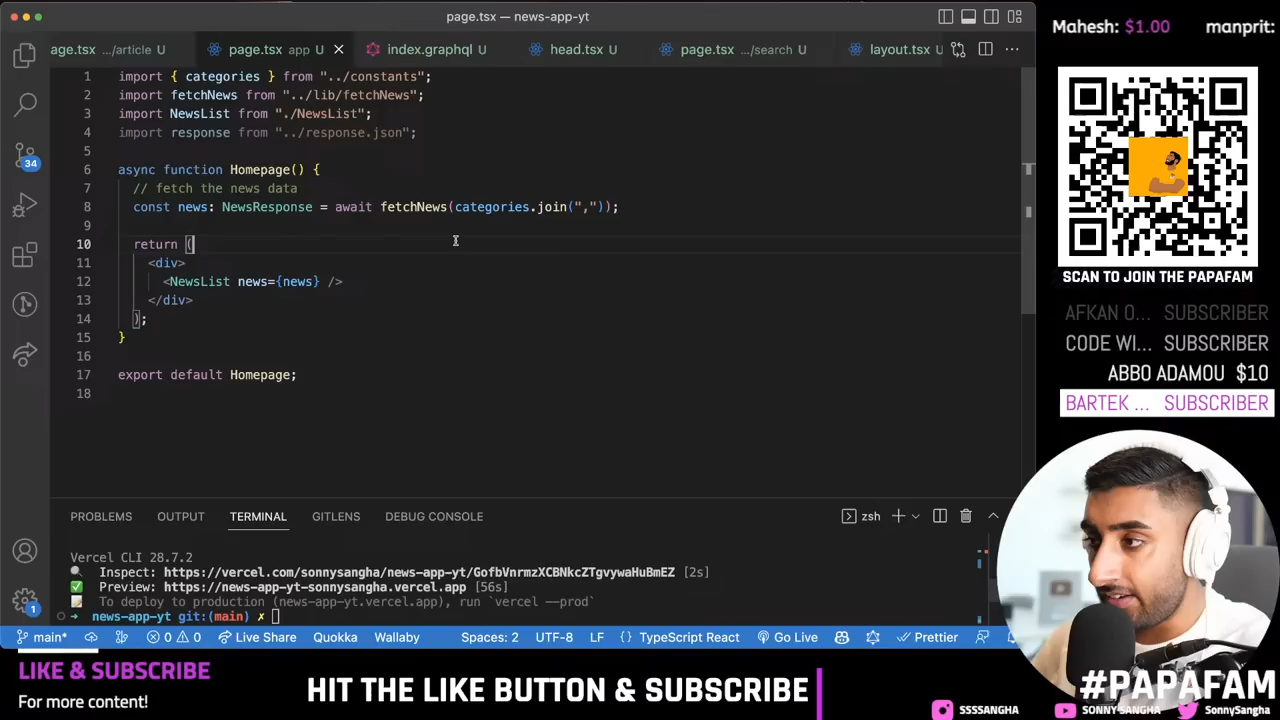 page.tsx — news-app-yt
age.tsx .../article U
page.tsx app U
index.graphql U
head.tsx U
page.tsx .../search U
layout.tsx U
1 import { categories } from "../constants";
2 import fetchNews from "../lib/fetchNews";
3 import NewsList from "./NewsList";
4 import response from "../response.json";
5
6 async function Homepage() {
7 // fetch the news data
8 const news: NewsResponse = await fetchNews(categories.join(","));
9
10 return (
11 <div>
12 <NewsList news={news} />
13 </div>
14 );
15 }
16
17 export default Homepage;
18
34
1
PROBLEMS OUTPUT TERMINAL GITLENS DEBUG CONSOLE
zsh
Vercel CLI 28.7.2
Inspect: https://vercel.com/sonnysangha/news-app-yt/GofbVnrmzXCBNkcZTgvywaHuBmEZ [2s]
Preview: https://news-app-yt-sonnysangha.vercel.app [56s]
To deploy to production (news-app-yt.vercel.app), run `vercel --prod`
→ news-app-yt git:(main) ✗
main* 0 0 Live Share Quokka Wallaby Spaces: 2 UTF-8 LF {} TypeScript React Go Live Prettier
Mahesh: $1.00 manprit:
SCAN TO JOIN THE PAPAFAM
AFKAN O... SUBSCRIBER
CODE WI... SUBSCRIBER
ABBO ADAMOU $10
BARTEK ... SUBSCRIBER
LIKE & SUBSCRIBE
For more content!
HIT THE LIKE BUTTON & SUBSCRIBE
#PAPAFAM
SSSSANGHA SONNY SANGHA SonnySangha